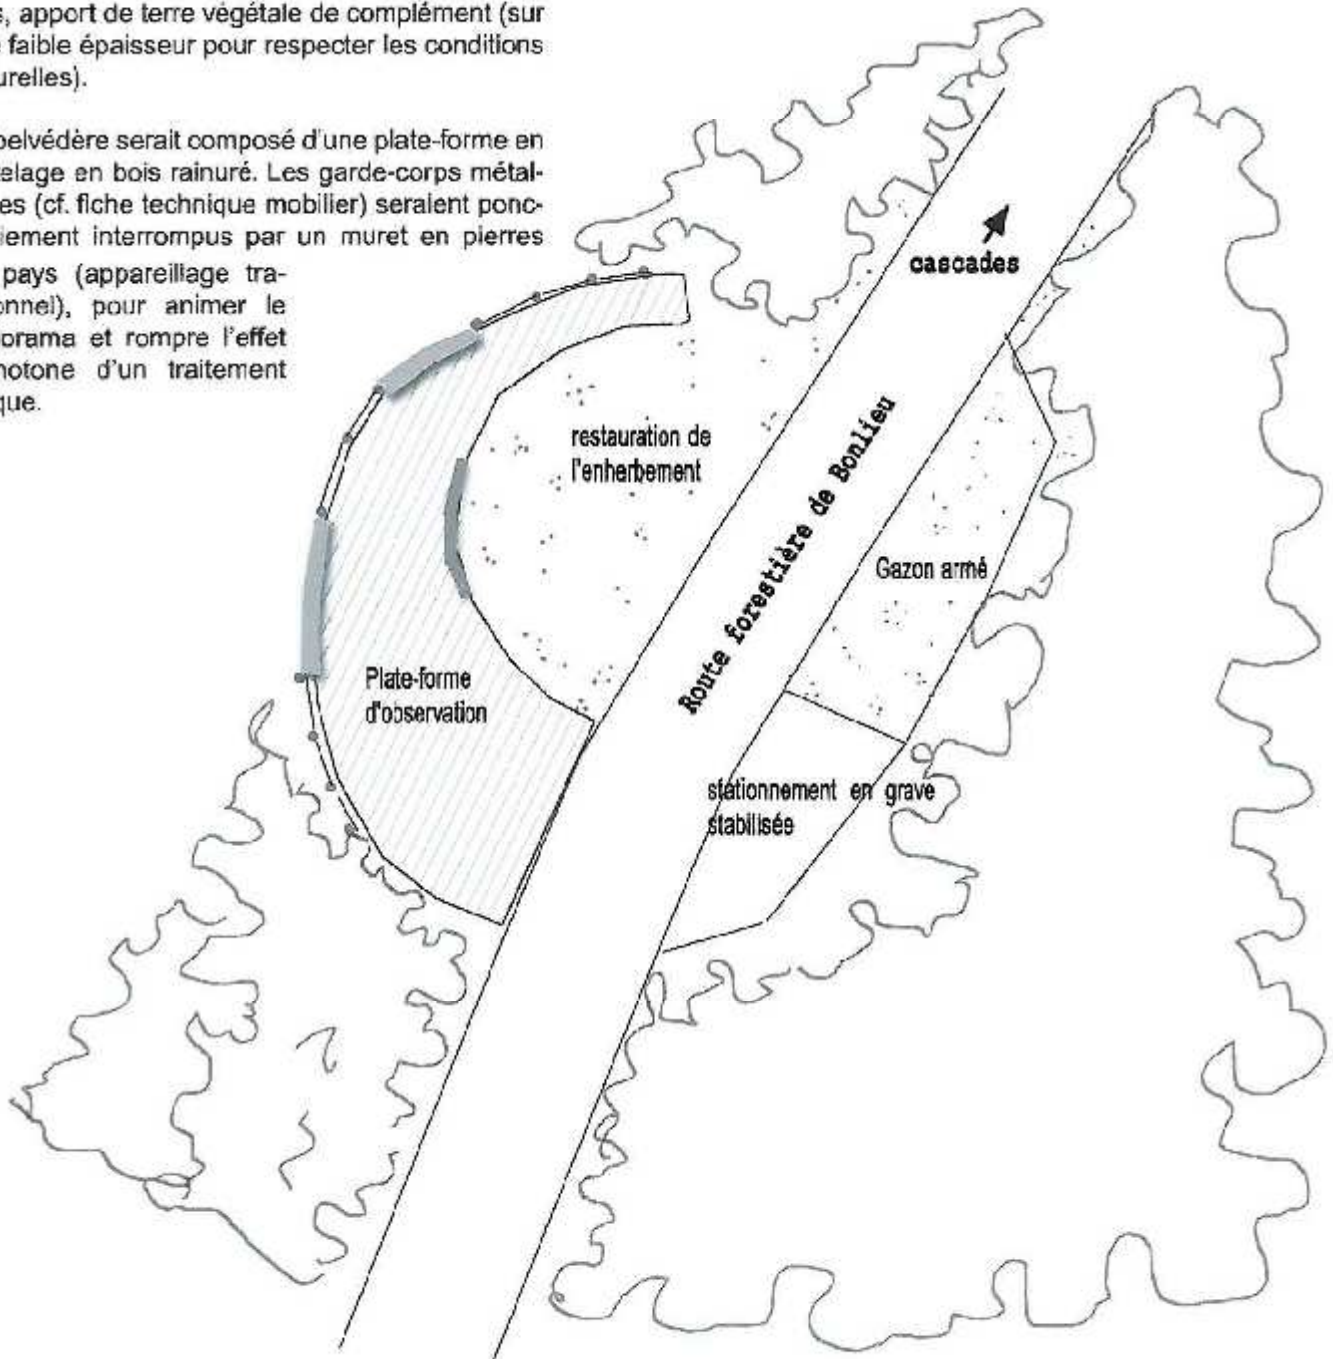 s, apport de terre végétale de complément (sur
faible épaisseur pour respecter les conditions
urelles).
belvédère serait composé d'une plate-forme en
elage en bois rainuré. Les garde-corps métal-
es (cf. fiche technique mobilier) seraient ponc-
lement interrompus par un muret en pierres
pays (appareillage tra-
onnel), pour animer le
orama et rompre l'effet
notone d'un traitement
que.
cascades
restauration de
l'enherbement
Route forestière de Bonlieu
Gazon armé
Plate-forme
d'observation
stationnement en grave
stabilisée